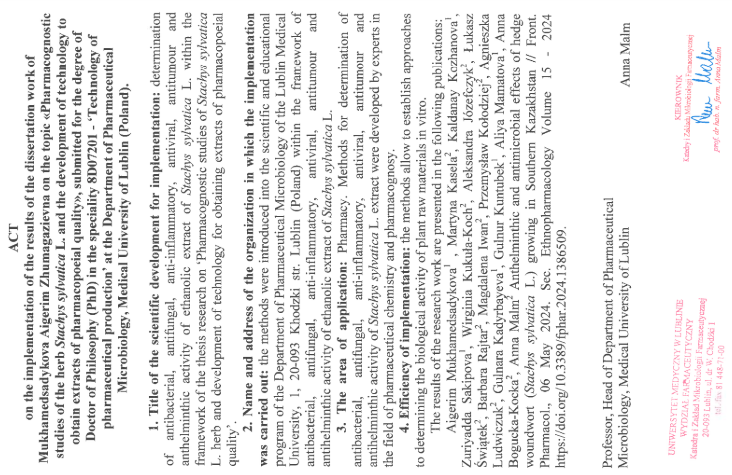 ACT
on the implementation of the results of the dissertation work of
Mukhamedsadykova Aigerim Zhumagazievna on the topic «Pharmacognostic
studies of the herb Stachys sylvatica L. and the development of technology to
obtain extracts of pharmacopoeial quality», submitted for the degree of
Doctor of Philosophy (PhD) in the speciality 8D07201 - 'Technology of
pharmaceutical production' at the Department of Pharmaceutical
Microbiology, Medical University of Lublin (Poland).
1. Title of the scientific development for implementation: determination
of antibacterial, antifungal, anti-inflammatory, antiviral, antitumour and
anthelminthic activity of ethanolic extract of Stachys sylvatica L. within the
framework of the thesis research on 'Pharmacognostic studies of Stachys sylvatica
L. herb and development of technology for obtaining extracts of pharmacopoeial
quality'.
2. Name and address of the organization in which the implementation
was carried out: the methods were introduced into the scientific and educational
program of the Department of Pharmaceutical Microbiology of the Lublin Medical
University, 1, 20-093 Khodzki str. Lublin (Poland) within the framework of
antibacterial, antifungal, anti-inflammatory, antiviral, antitumour and
antihelminthic activity of ethanolic extract of Stachys sylvatica L.
3. The area of application: Pharmacy. Methods for determination of
antibacterial, antifungal, anti-inflammatory, antiviral, antitumour and
antihelminthic activity of Stachys sylvatica L. extract were developed by experts in
the field of pharmaceutical chemistry and pharmacognosy.
4. Efficiency of implementation: the methods allow to establish approaches
to determining the biological activity of plant raw materials in vitro.
The results of the research work are presented in the following publications:
Aigerim Mukhamedsadykova¹, Martyna Kasela², Kaldanay Kozhanova¹,
Zuriyadda Sakipova¹, Wirginia Kukuła-Koch², Aleksandra Józefczyk², Łukasz
Świątek², Barbara Rajtar², Magdalena Iwan², Przemysław Kołodziej², Agnieszka
Ludwiczuk², Gulnara Kadyrbayeva¹, Gulnur Kuntubek¹, Aliya Mamatova¹, Anna
Bogucka-Kocka², Anna Malm² Anthelminthic and antimicrobial effects of hedge
woundwort (Stachys sylvatica L.) growing in Southern Kazakhstan // Front.
Pharmacol., 06 May 2024. Sec. Ethnopharmacology Volume 15 - 2024
https://doi.org/10.3389/fphar.2024.1386509.
Professor, Head of Department of Pharmaceutical
Microbiology, Medical University of Lublin
Anna Malm
UNIWERSYTET MEDYCZNY W LUBLINIE
WYDZIAŁ FARMACEUTYCZNY
Katedra i Zakład Mikrobiologii Farmaceutycznej
20-093 Lublin, ul. dr W. Chodźki 1
tel./fax 81 448-71-00
KIEROWNIK
Katedry i Zakładu Mikrobiologii Farmaceutycznej
prof. dr hab. n. farm. Anna Malm